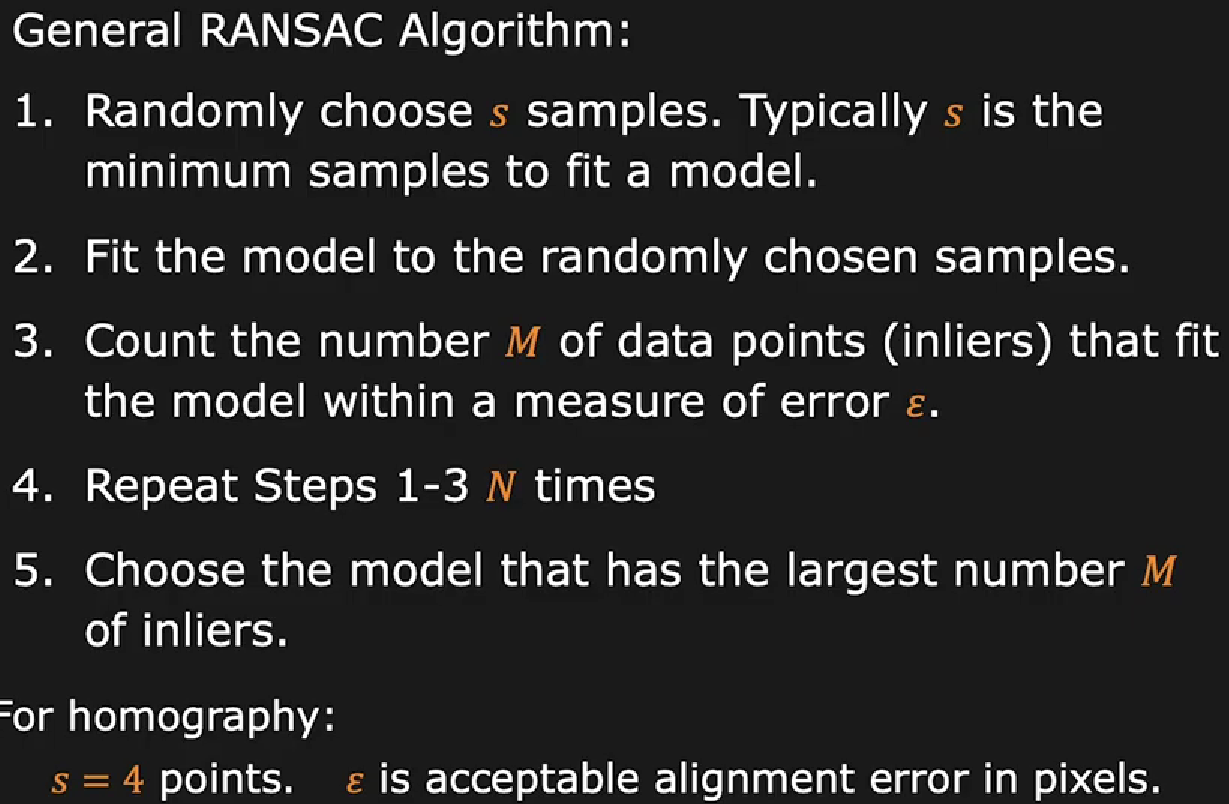 General RANSAC Algorithm:
1. Randomly choose s samples. Typically s is the
minimum samples to fit a model.
2. Fit the model to the randomly chosen samples.
3. Count the number M of data points (inliers) that fit
the model within a measure of error ε.
4. Repeat Steps 1-3 N times
5. Choose the model that has the largest number M
of inliers.
For homography:
s = 4 points. ε is acceptable alignment error in pixels.